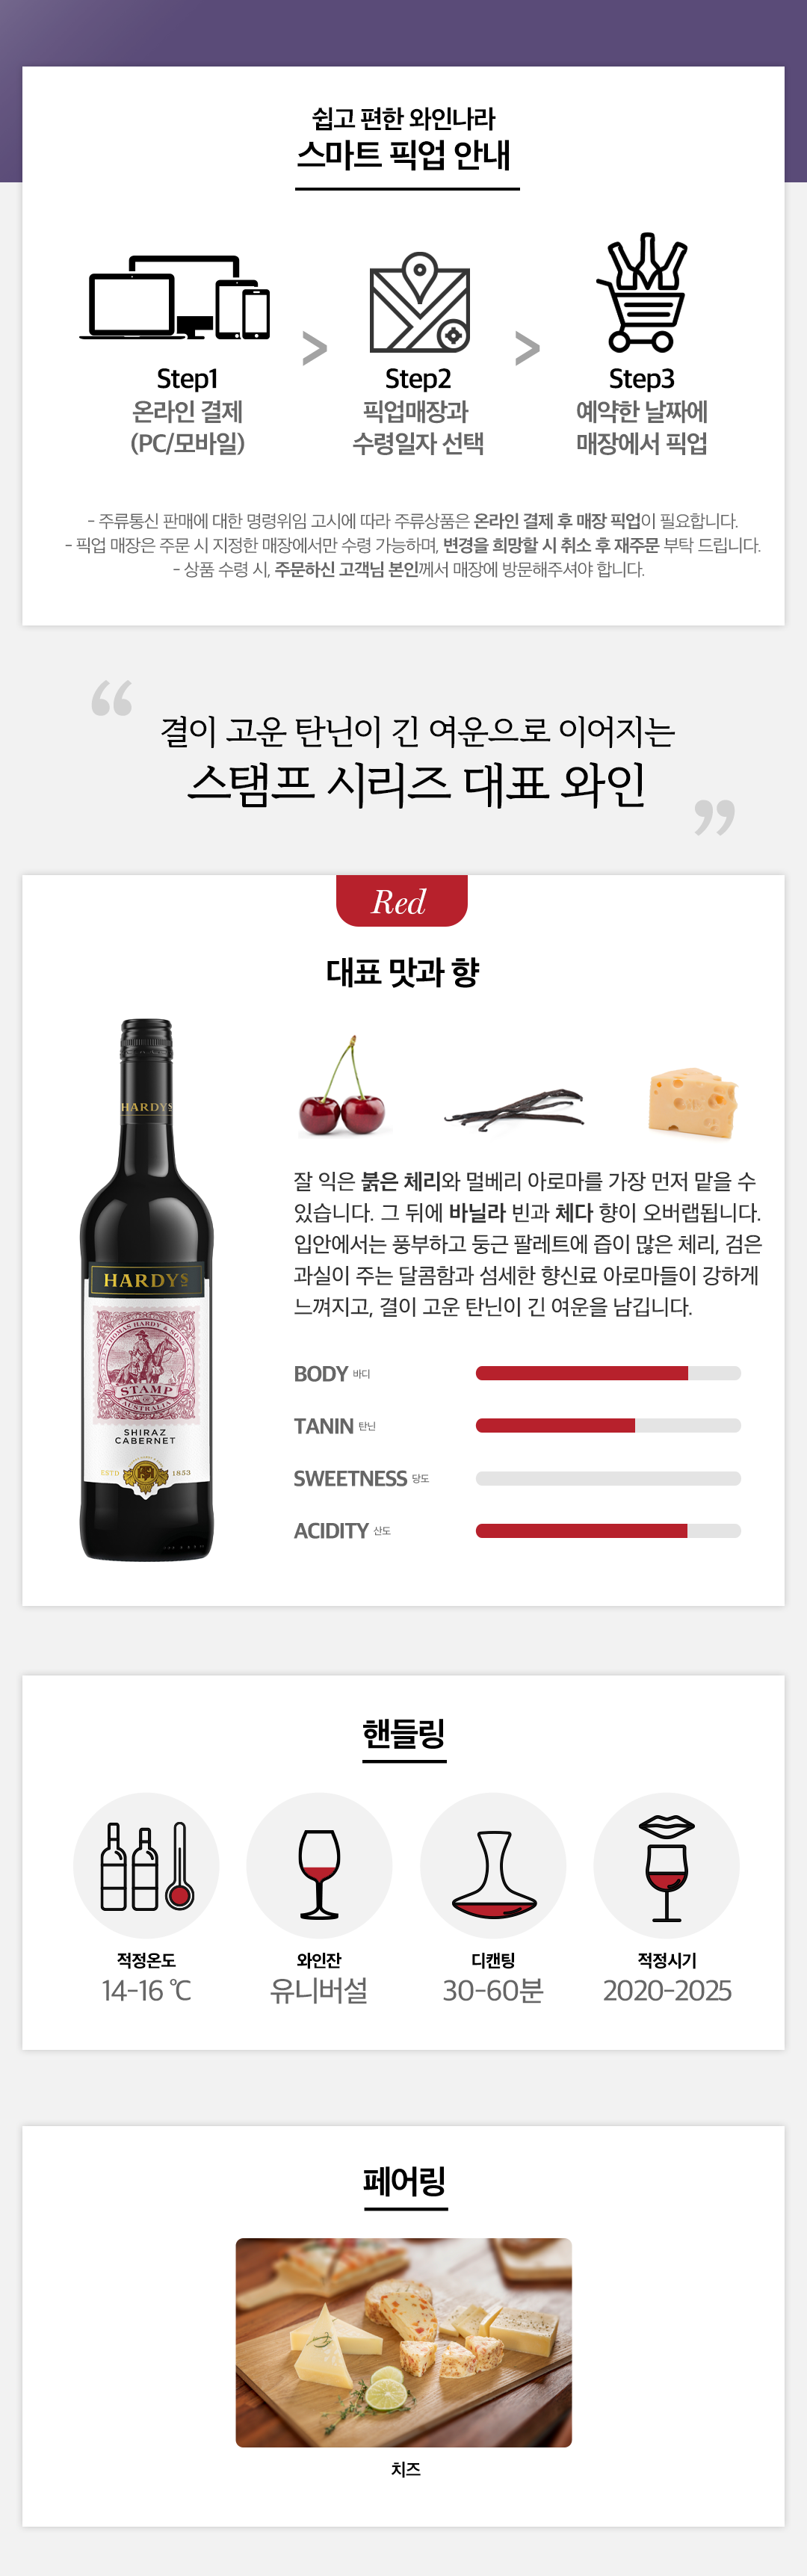 쉽고 편한 와인나라
스마트 픽업 안내
Step1
온라인 결제
(PC/모바일)
>
Step2
픽업매장과
수령일자 선택
>
Step3
예약한 날짜에
매장에서 픽업
- 주류통신 판매에 대한 명령위임 고시에 따라 주류상품은 온라인 결제 후 매장 픽업이 필요합니다.
- 픽업 매장은 주문 시 지정한 매장에서만 수령 가능하며, 변경을 희망할 시 취소 후 재주문 부탁 드립니다.
- 상품 수령 시, 주문하신 고객님 본인께서 매장에 방문해주셔야 합니다.
“
결이 고운 탄닌이 긴 여운으로 이어지는
스탬프 시리즈 대표 와인
”
Red
대표 맛과 향
HARDYS
HARDYS
THOMAS HARDY & SONS
STAMP
OF
AUSTRALIA
SHIRAZ
CABERNET
ESTD 1853
잘 익은 붉은 체리와 멀베리 아로마를 가장 먼저 맡을 수
있습니다. 그 뒤에 바닐라 빈과 체다 향이 오버랩됩니다.
입안에서는 풍부하고 둥근 팔레트에 즙이 많은 체리, 검은
과실이 주는 달콤함과 섬세한 향신료 아로마들이 강하게
느껴지고, 결이 고운 탄닌이 긴 여운을 남깁니다.
BODY 바디
TANIN 탄닌
SWEETNESS 당도
ACIDITY 산도
핸들링
적정온도
14-16 ℃
와인잔
유니버설
디캔팅
30-60분
적정시기
2020-2025
페어링
치즈